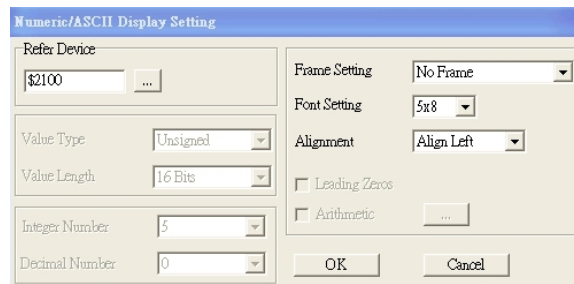 Numeric/ASCII Display Setting
Refer Device
$2100
...
Value Type
Unsigned
Value Length
16 Bits
Integer Number
5
Decimal Number
0
Frame Setting
No Frame
Font Setting
5x8
Alignment
Align Left
Leading Zeros
Arithmetic
...
OK
Cancel